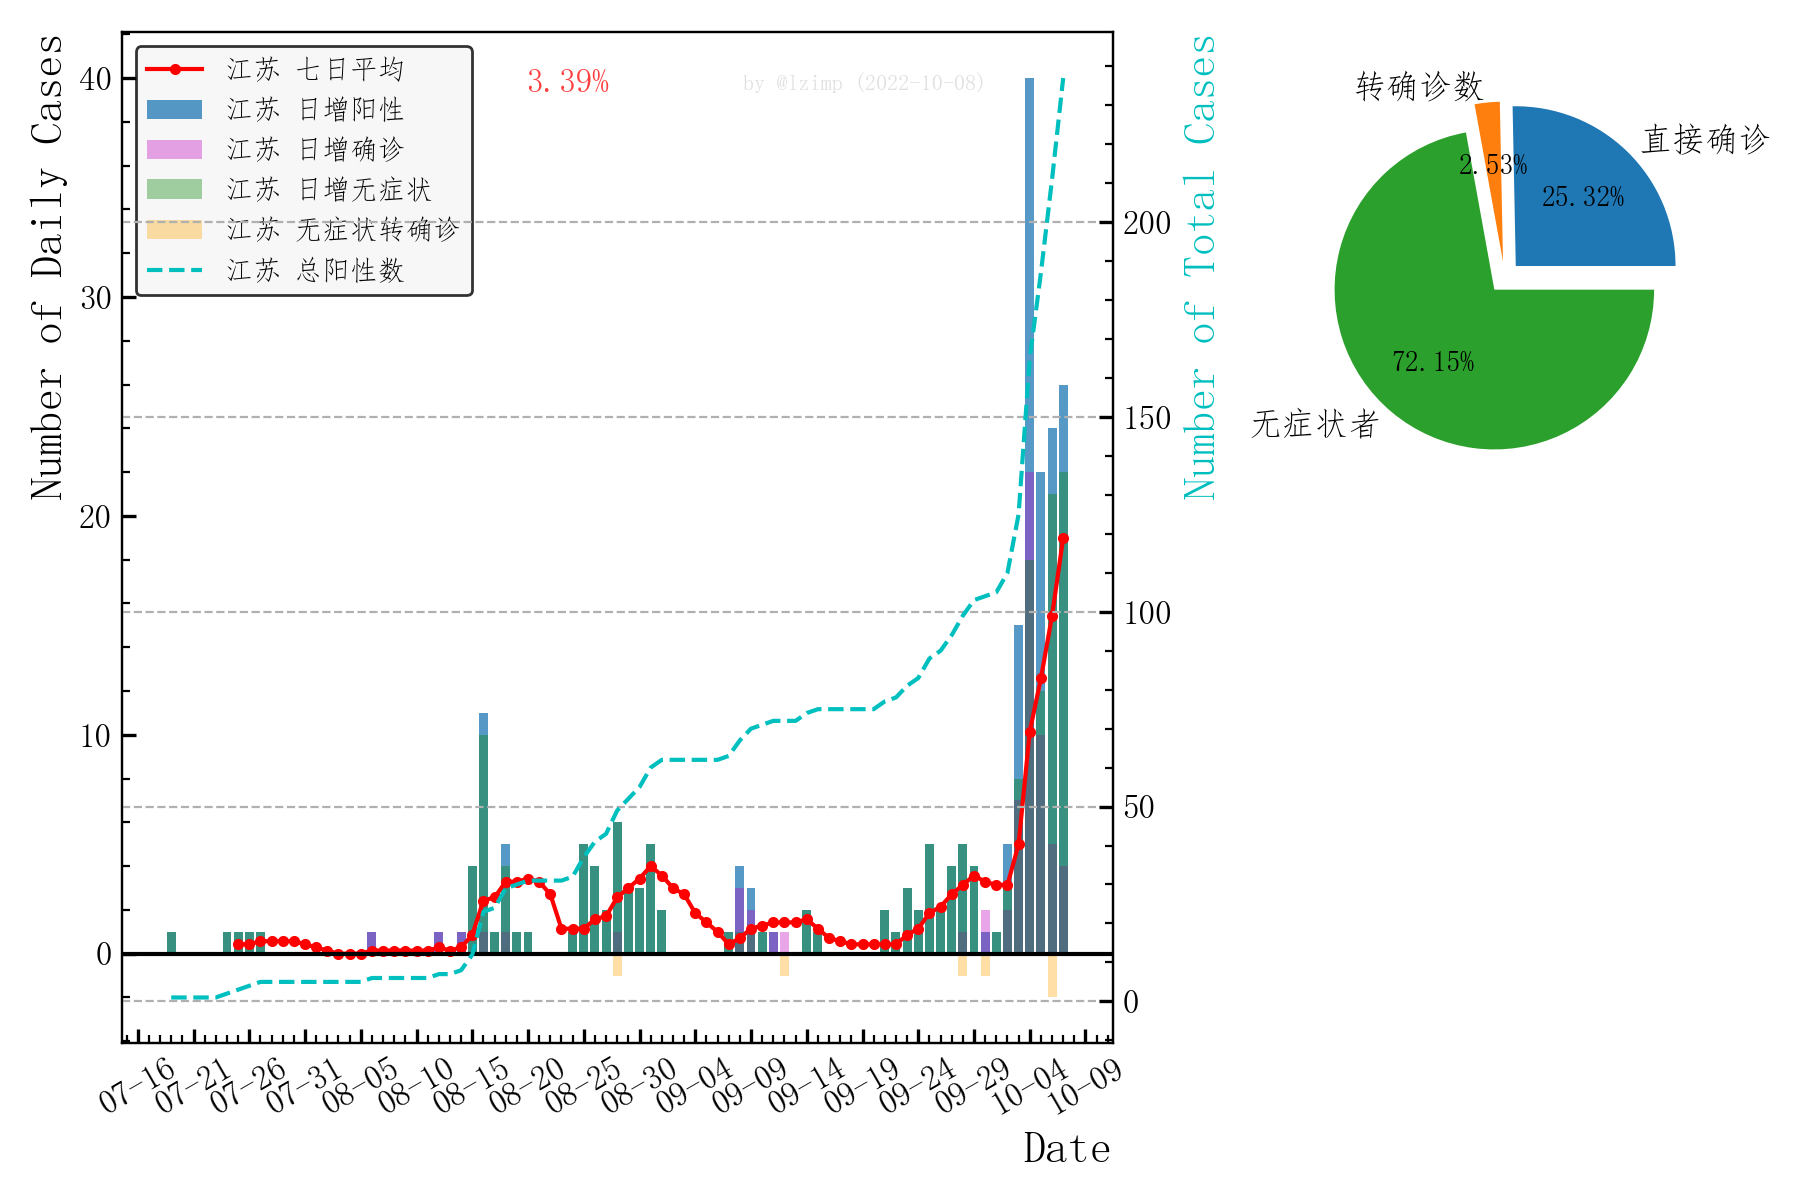 Number of Daily Cases
40
30
20
10
0
江苏 七日平均
江苏 日增阳性
江苏 日增确诊
江苏 日增无症状
江苏 无症状转确诊
江苏 总阳性数
3.39%
by @lzimp (2022-10-08)
200
150
100
50
0
Number of Total Cases
07-16
07-21
07-26
07-31
08-05
08-10
08-15
08-20
08-25
08-30
09-04
09-09
09-14
09-19
09-24
09-29
10-04
10-09
Date
转确诊数
直接确诊
2.53%
25.32%
72.15%
无症状者